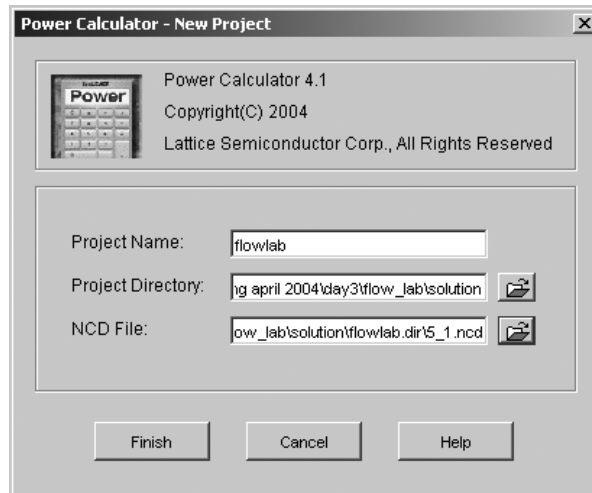 Power Calculator - New Project
Power
Power Calculator 4.1
Copyright(C) 2004
Lattice Semiconductor Corp., All Rights Reserved
Project Name:
flowlab
Project Directory:
ng april 2004\day3\flow_lab\solution
NCD File:
ow_lab\solution\flowlab.dir\5_1.ncd
Finish
Cancel
Help